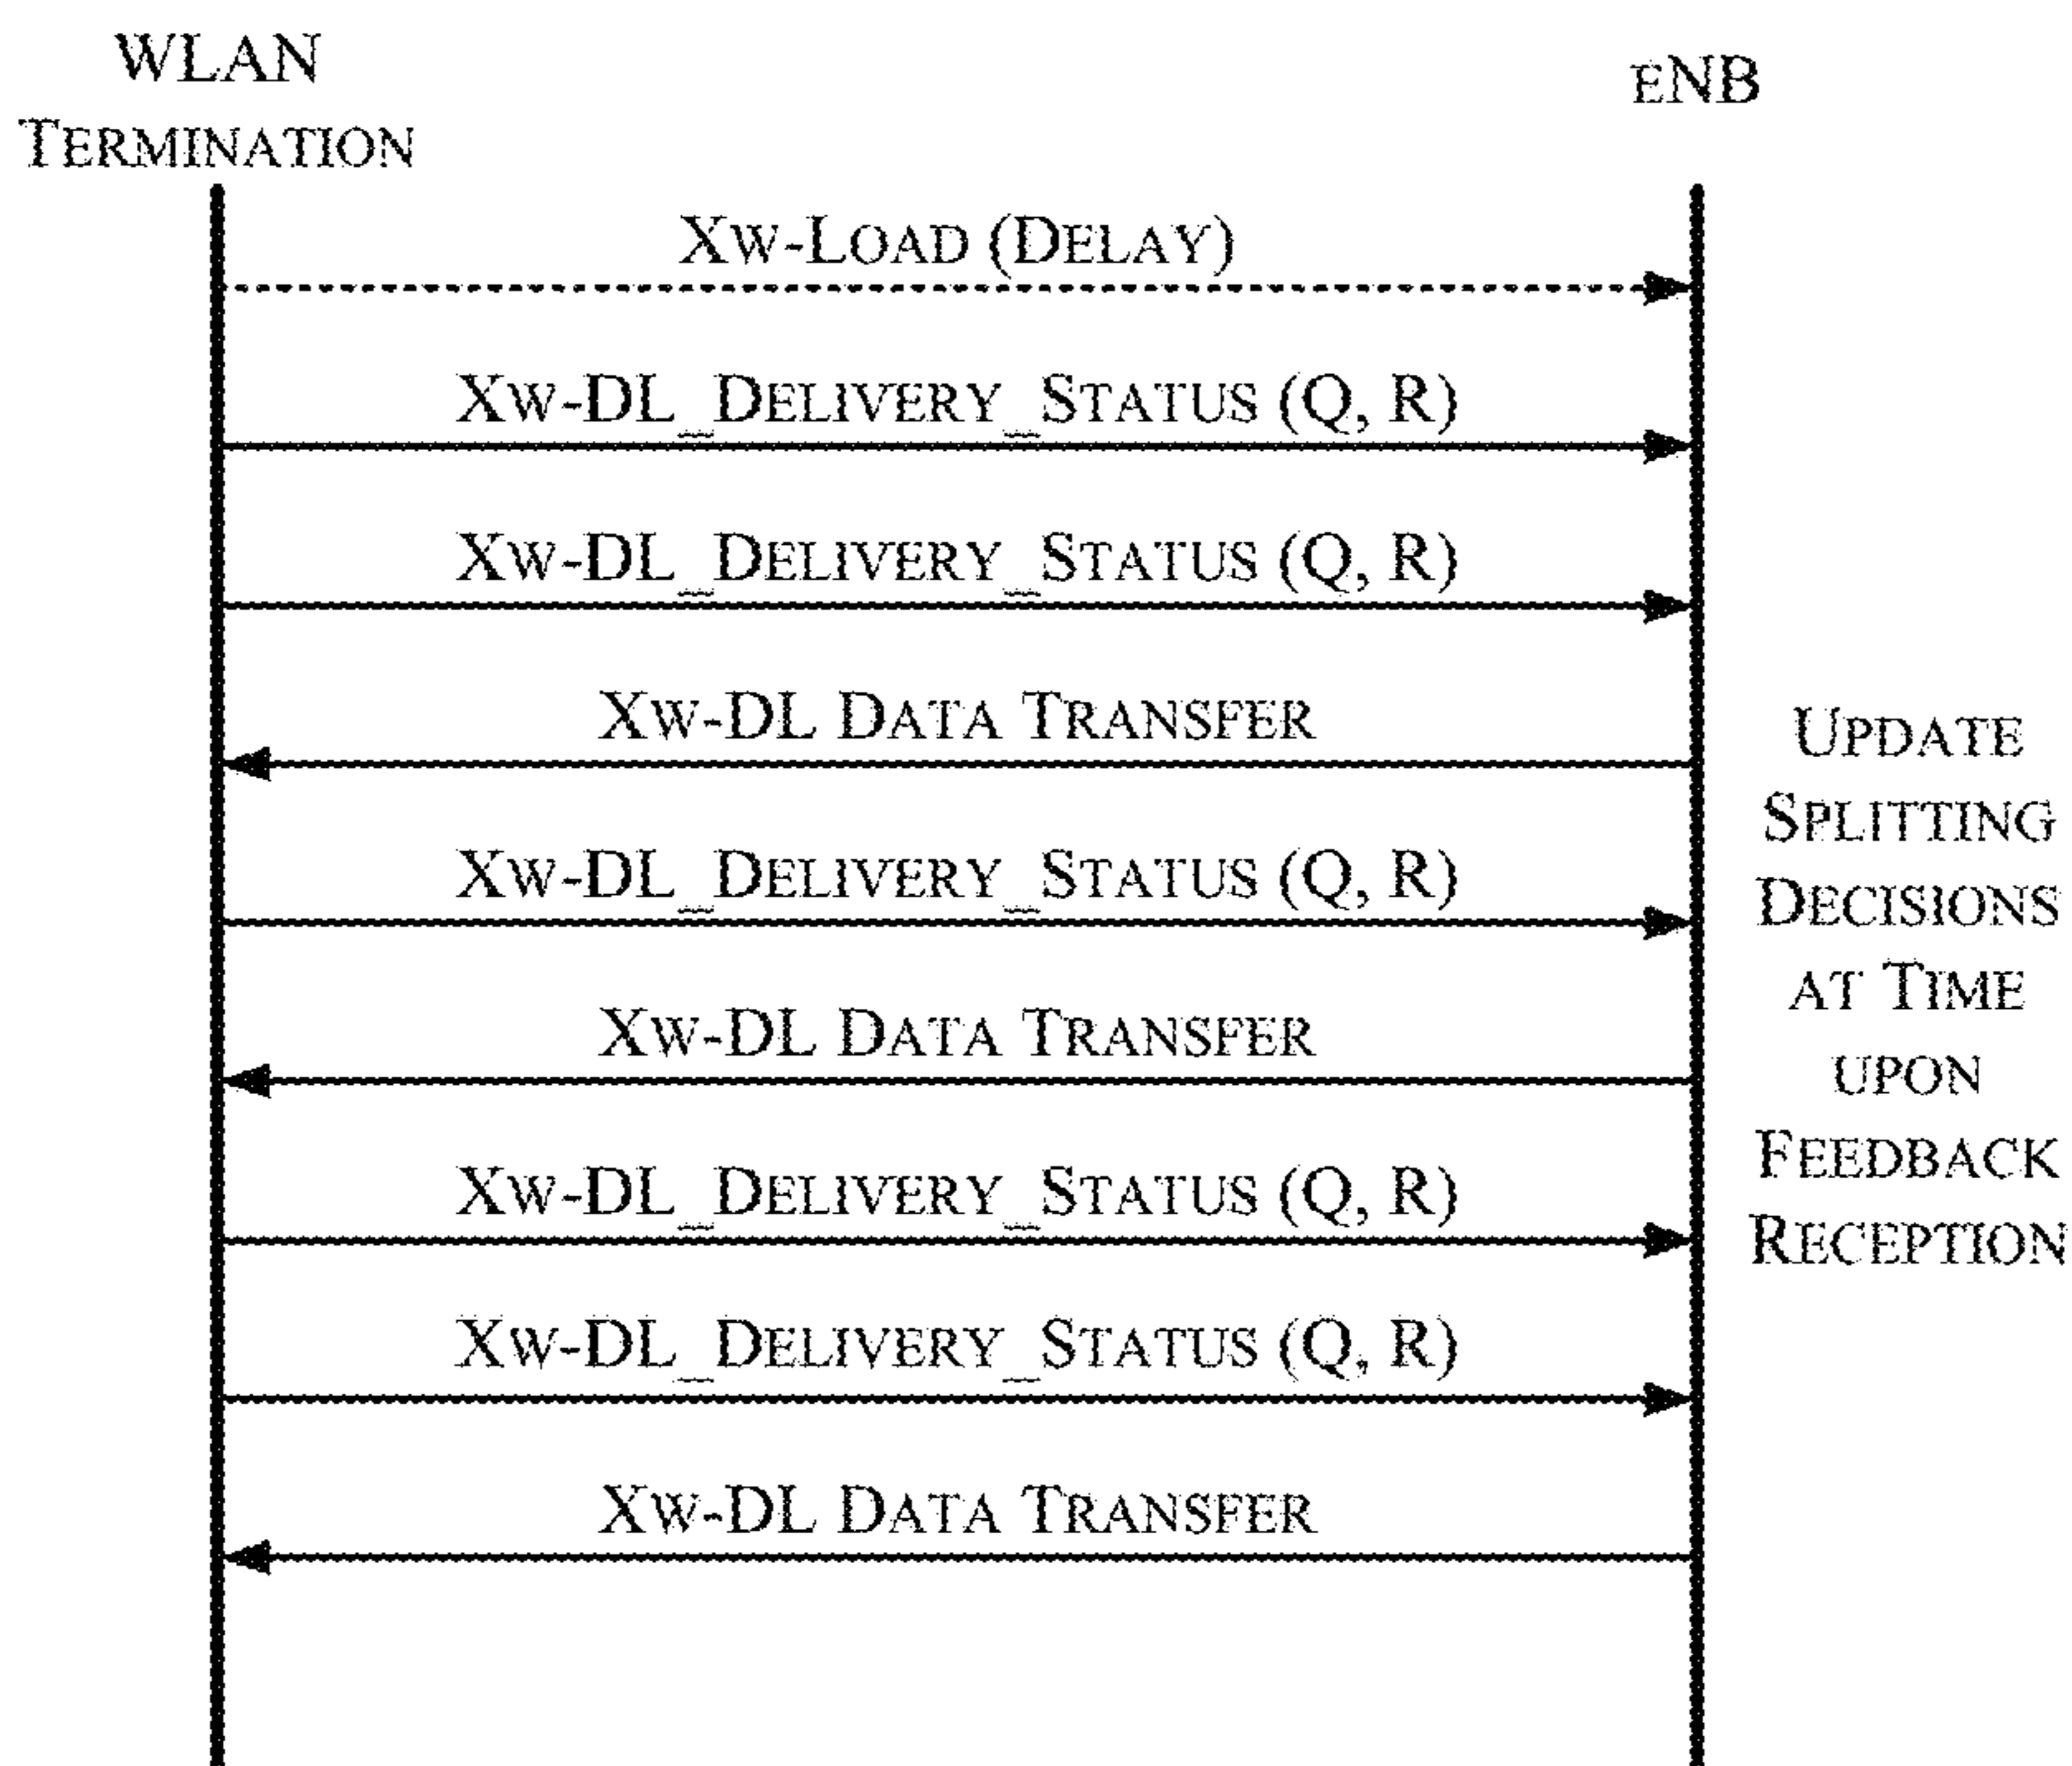 WLAN
TERMINATION
eNB
XW-LOAD (DELAY)
XW-DL_DELIVERY_STATUS (Q, R)
XW-DL_DELIVERY_STATUS (Q, R)
XW-DL DATA TRANSFER
XW-DL_DELIVERY_STATUS (Q, R)
XW-DL DATA TRANSFER
XW-DL_DELIVERY_STATUS (Q, R)
XW-DL_DELIVERY_STATUS (Q, R)
XW-DL DATA TRANSFER
UPDATE
SPLITTING
DECISIONS
AT TIME
UPON
FEEDBACK
RECEPTION